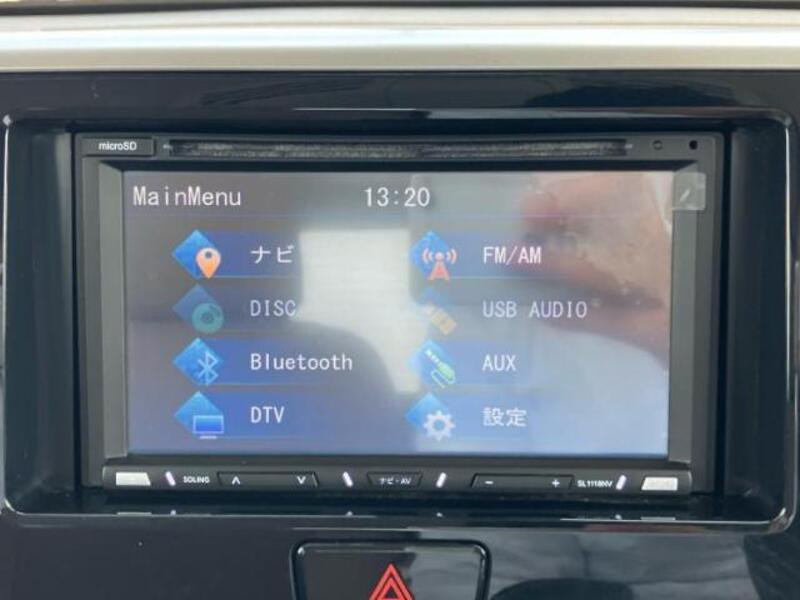 microSD
MainMenu 13:20
ナビ FM/AM
DISC USB AUDIO
Bluetooth AUX
DTV 設定
SOLING ∧ ∨ ナビ・AV − + SL1118NV